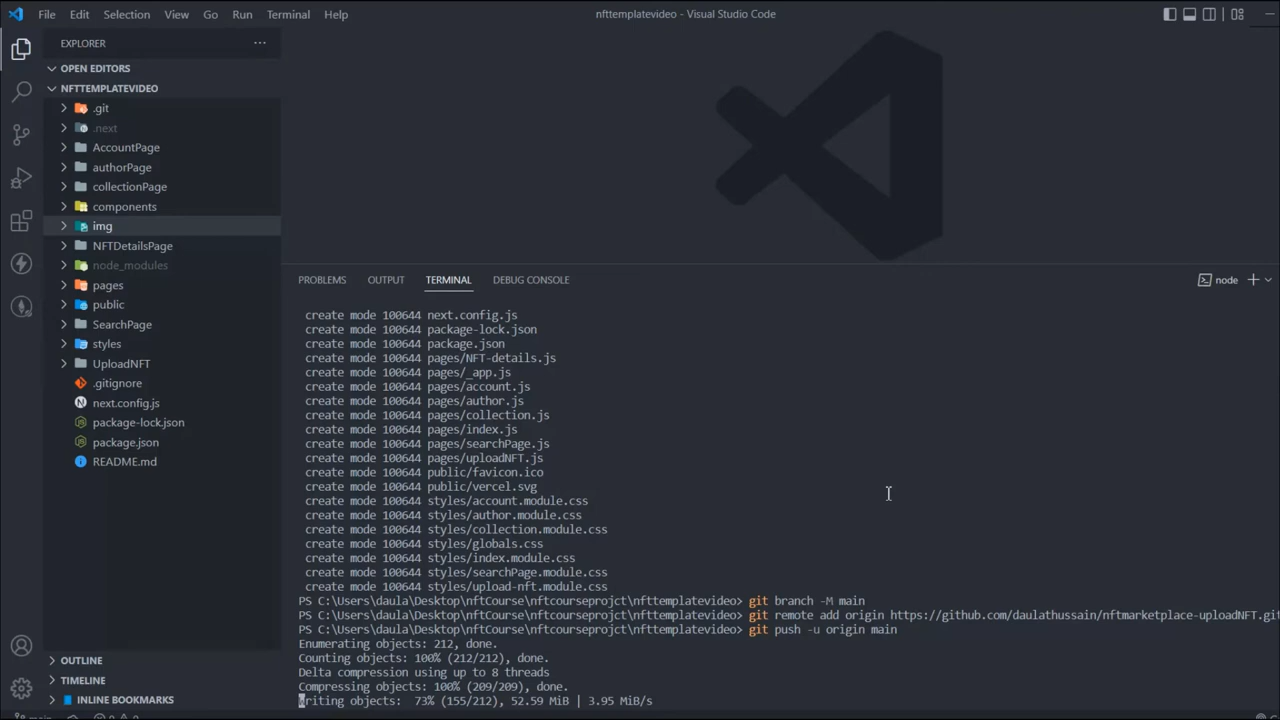 File Edit Selection View Go Run Terminal Help
nfttemplatevideo - Visual Studio Code
EXPLORER
OPEN EDITORS
NFTTEMPLATEVIDEO
.git
.next
AccountPage
authorPage
collectionPage
components
img
NFTDetailsPage
node_modules
pages
public
SearchPage
styles
UploadNFT
.gitignore
next.config.js
package-lock.json
package.json
README.md
OUTLINE
TIMELINE
INLINE BOOKMARKS
PROBLEMS OUTPUT TERMINAL DEBUG CONSOLE
node
create mode 100644 next.config.js
create mode 100644 package-lock.json
create mode 100644 package.json
create mode 100644 pages/NFT-details.js
create mode 100644 pages/_app.js
create mode 100644 pages/account.js
create mode 100644 pages/author.js
create mode 100644 pages/collection.js
create mode 100644 pages/index.js
create mode 100644 pages/searchPage.js
create mode 100644 pages/uploadNFT.js
create mode 100644 public/favicon.ico
create mode 100644 public/vercel.svg
create mode 100644 styles/account.module.css
create mode 100644 styles/author.module.css
create mode 100644 styles/collection.module.css
create mode 100644 styles/globals.css
create mode 100644 styles/index.module.css
create mode 100644 styles/searchPage.module.css
create mode 100644 styles/upload-nft.module.css
PS C:\Users\daula\Desktop\nftCourse\nftcourseprojct\nfttemplatevideo> git branch -M main
PS C:\Users\daula\Desktop\nftCourse\nftcourseprojct\nfttemplatevideo> git remote add origin https://github.com/daulathussain/nftmarketplace-uploadNFT.git
PS C:\Users\daula\Desktop\nftCourse\nftcourseprojct\nfttemplatevideo> git push -u origin main
Enumerating objects: 212, done.
Counting objects: 100% (212/212), done.
Delta compression using up to 8 threads
Compressing objects: 100% (209/209), done.
Writing objects: 73% (155/212), 52.59 MiB | 3.95 MiB/s